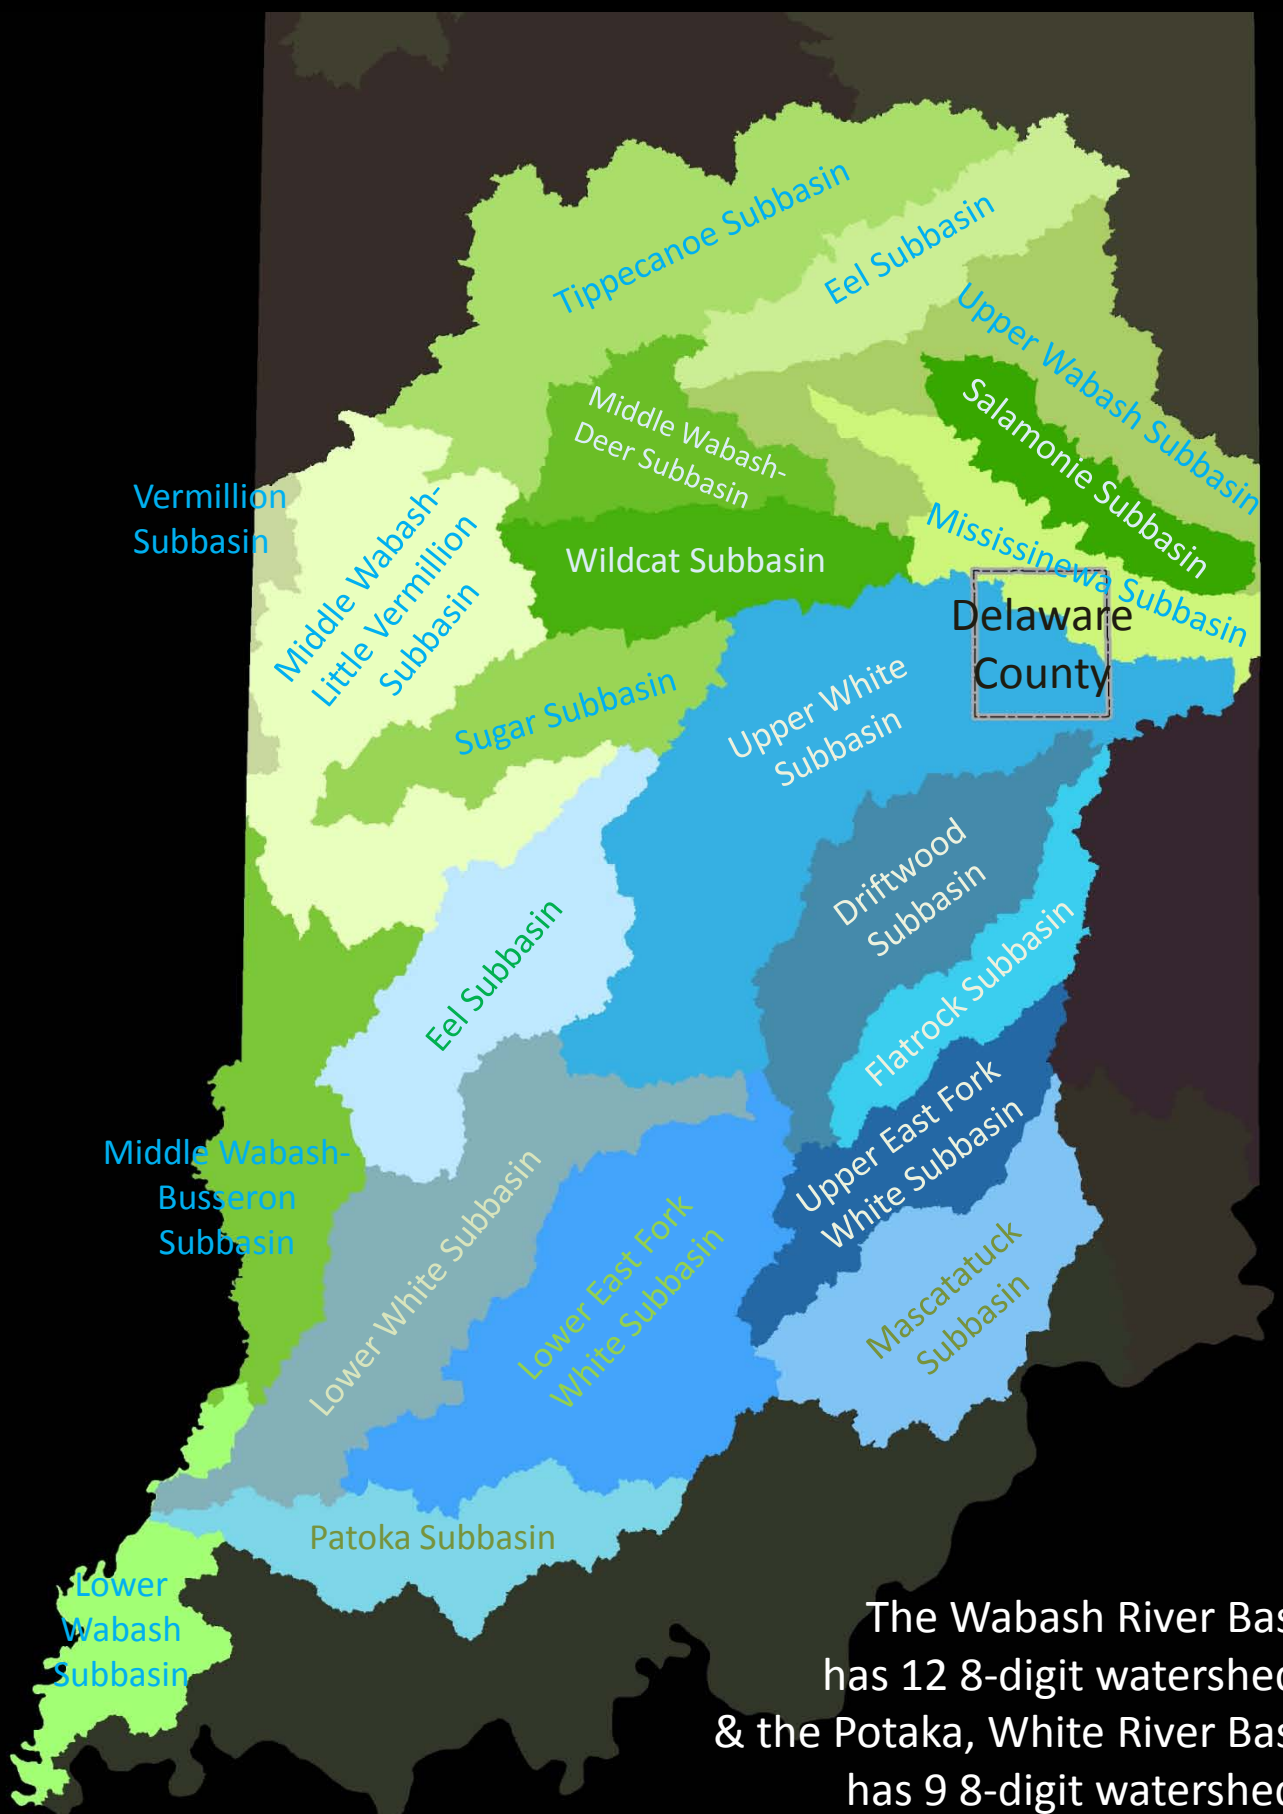 Tippecanoe Subbasin
Eel Subbasin
Upper Wabash Subbasin
Salamonie Subbasin
Middle Wabash-
Deer Subbasin
Vermillion
Subbasin
Middle Wabash-
Little Vermillion
Subbasin
Wildcat Subbasin
Mississinewa Subbasin
Delaware
County
Sugar Subbasin
Upper White
Subbasin
Driftwood
Subbasin
Eel Subbasin
Flatrock Subbasin
Upper East Fork
White Subbasin
Middle Wabash-
Busseron
Subbasin
Lower White Subbasin
Lower East Fork
White Subbasin
Mascatatuck
Subbasin
Patoka Subbasin
Lower
Wabash
Subbasin
The Wabash River Bas
has 12 8-digit watershed
& the Potaka, White River Bas
has 9 8-digit watershed